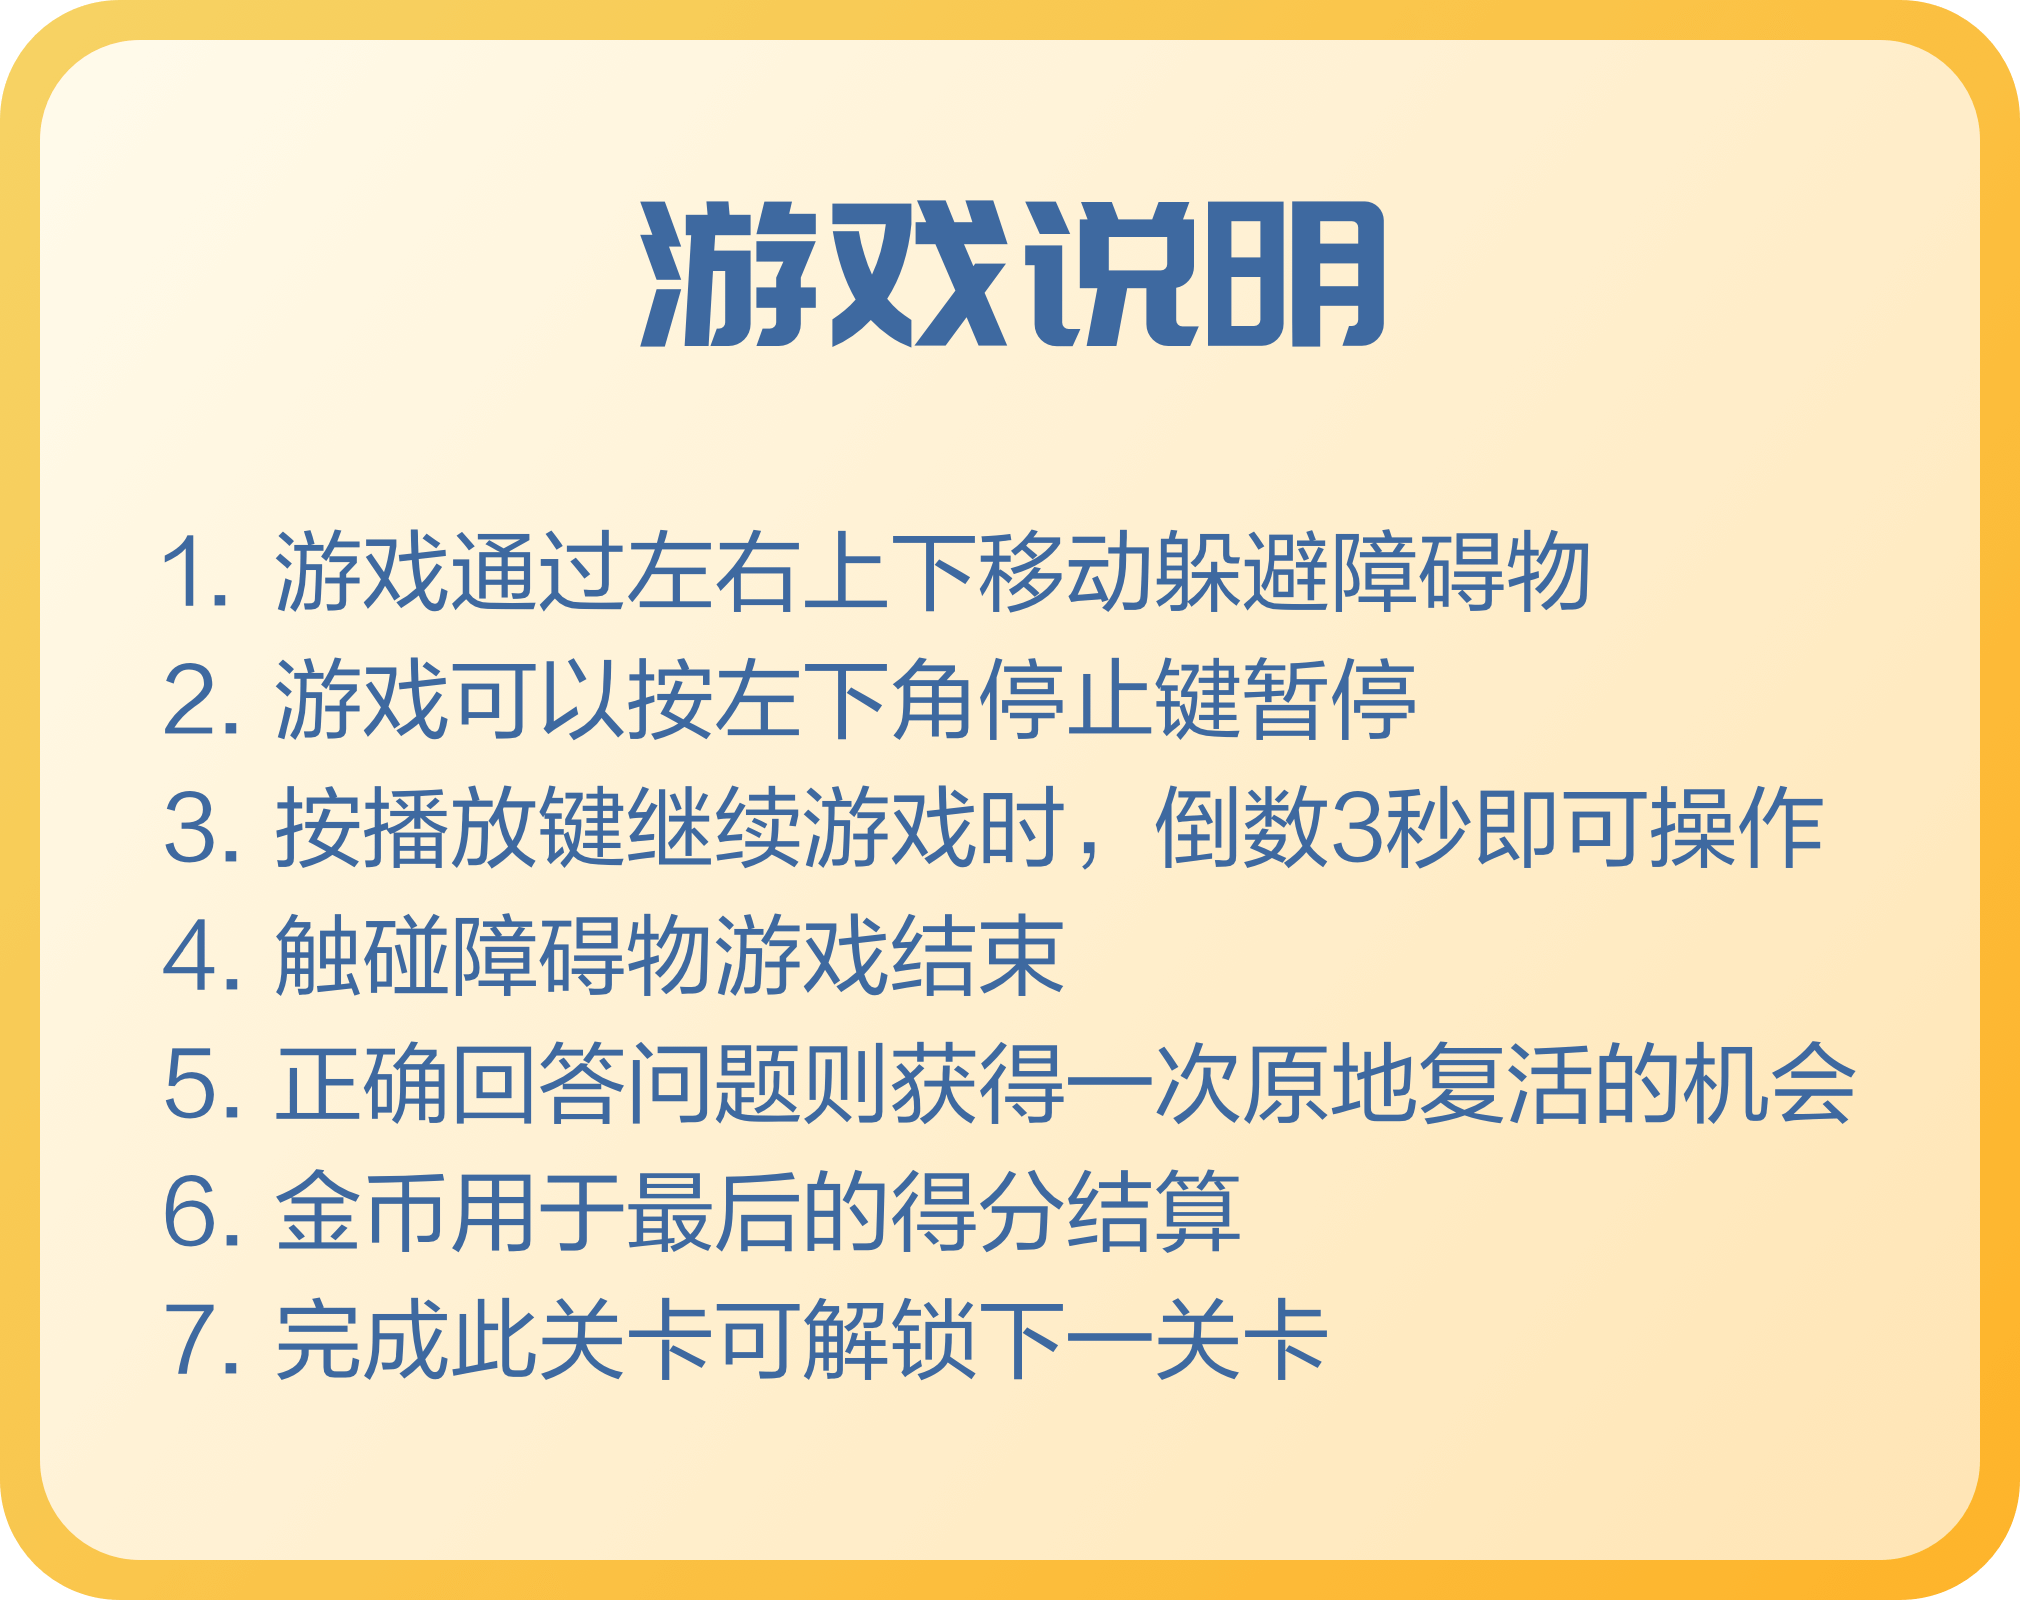 游戏说明
1. 游戏通过左右上下移动躲避障碍物
2. 游戏可以按左下角停止键暂停
3. 按播放键继续游戏时，倒数3秒即可操作
4. 触碰障碍物游戏结束
5. 正确回答问题则获得一次原地复活的机会
6. 金币用于最后的得分结算
7. 完成此关卡可解锁下一关卡